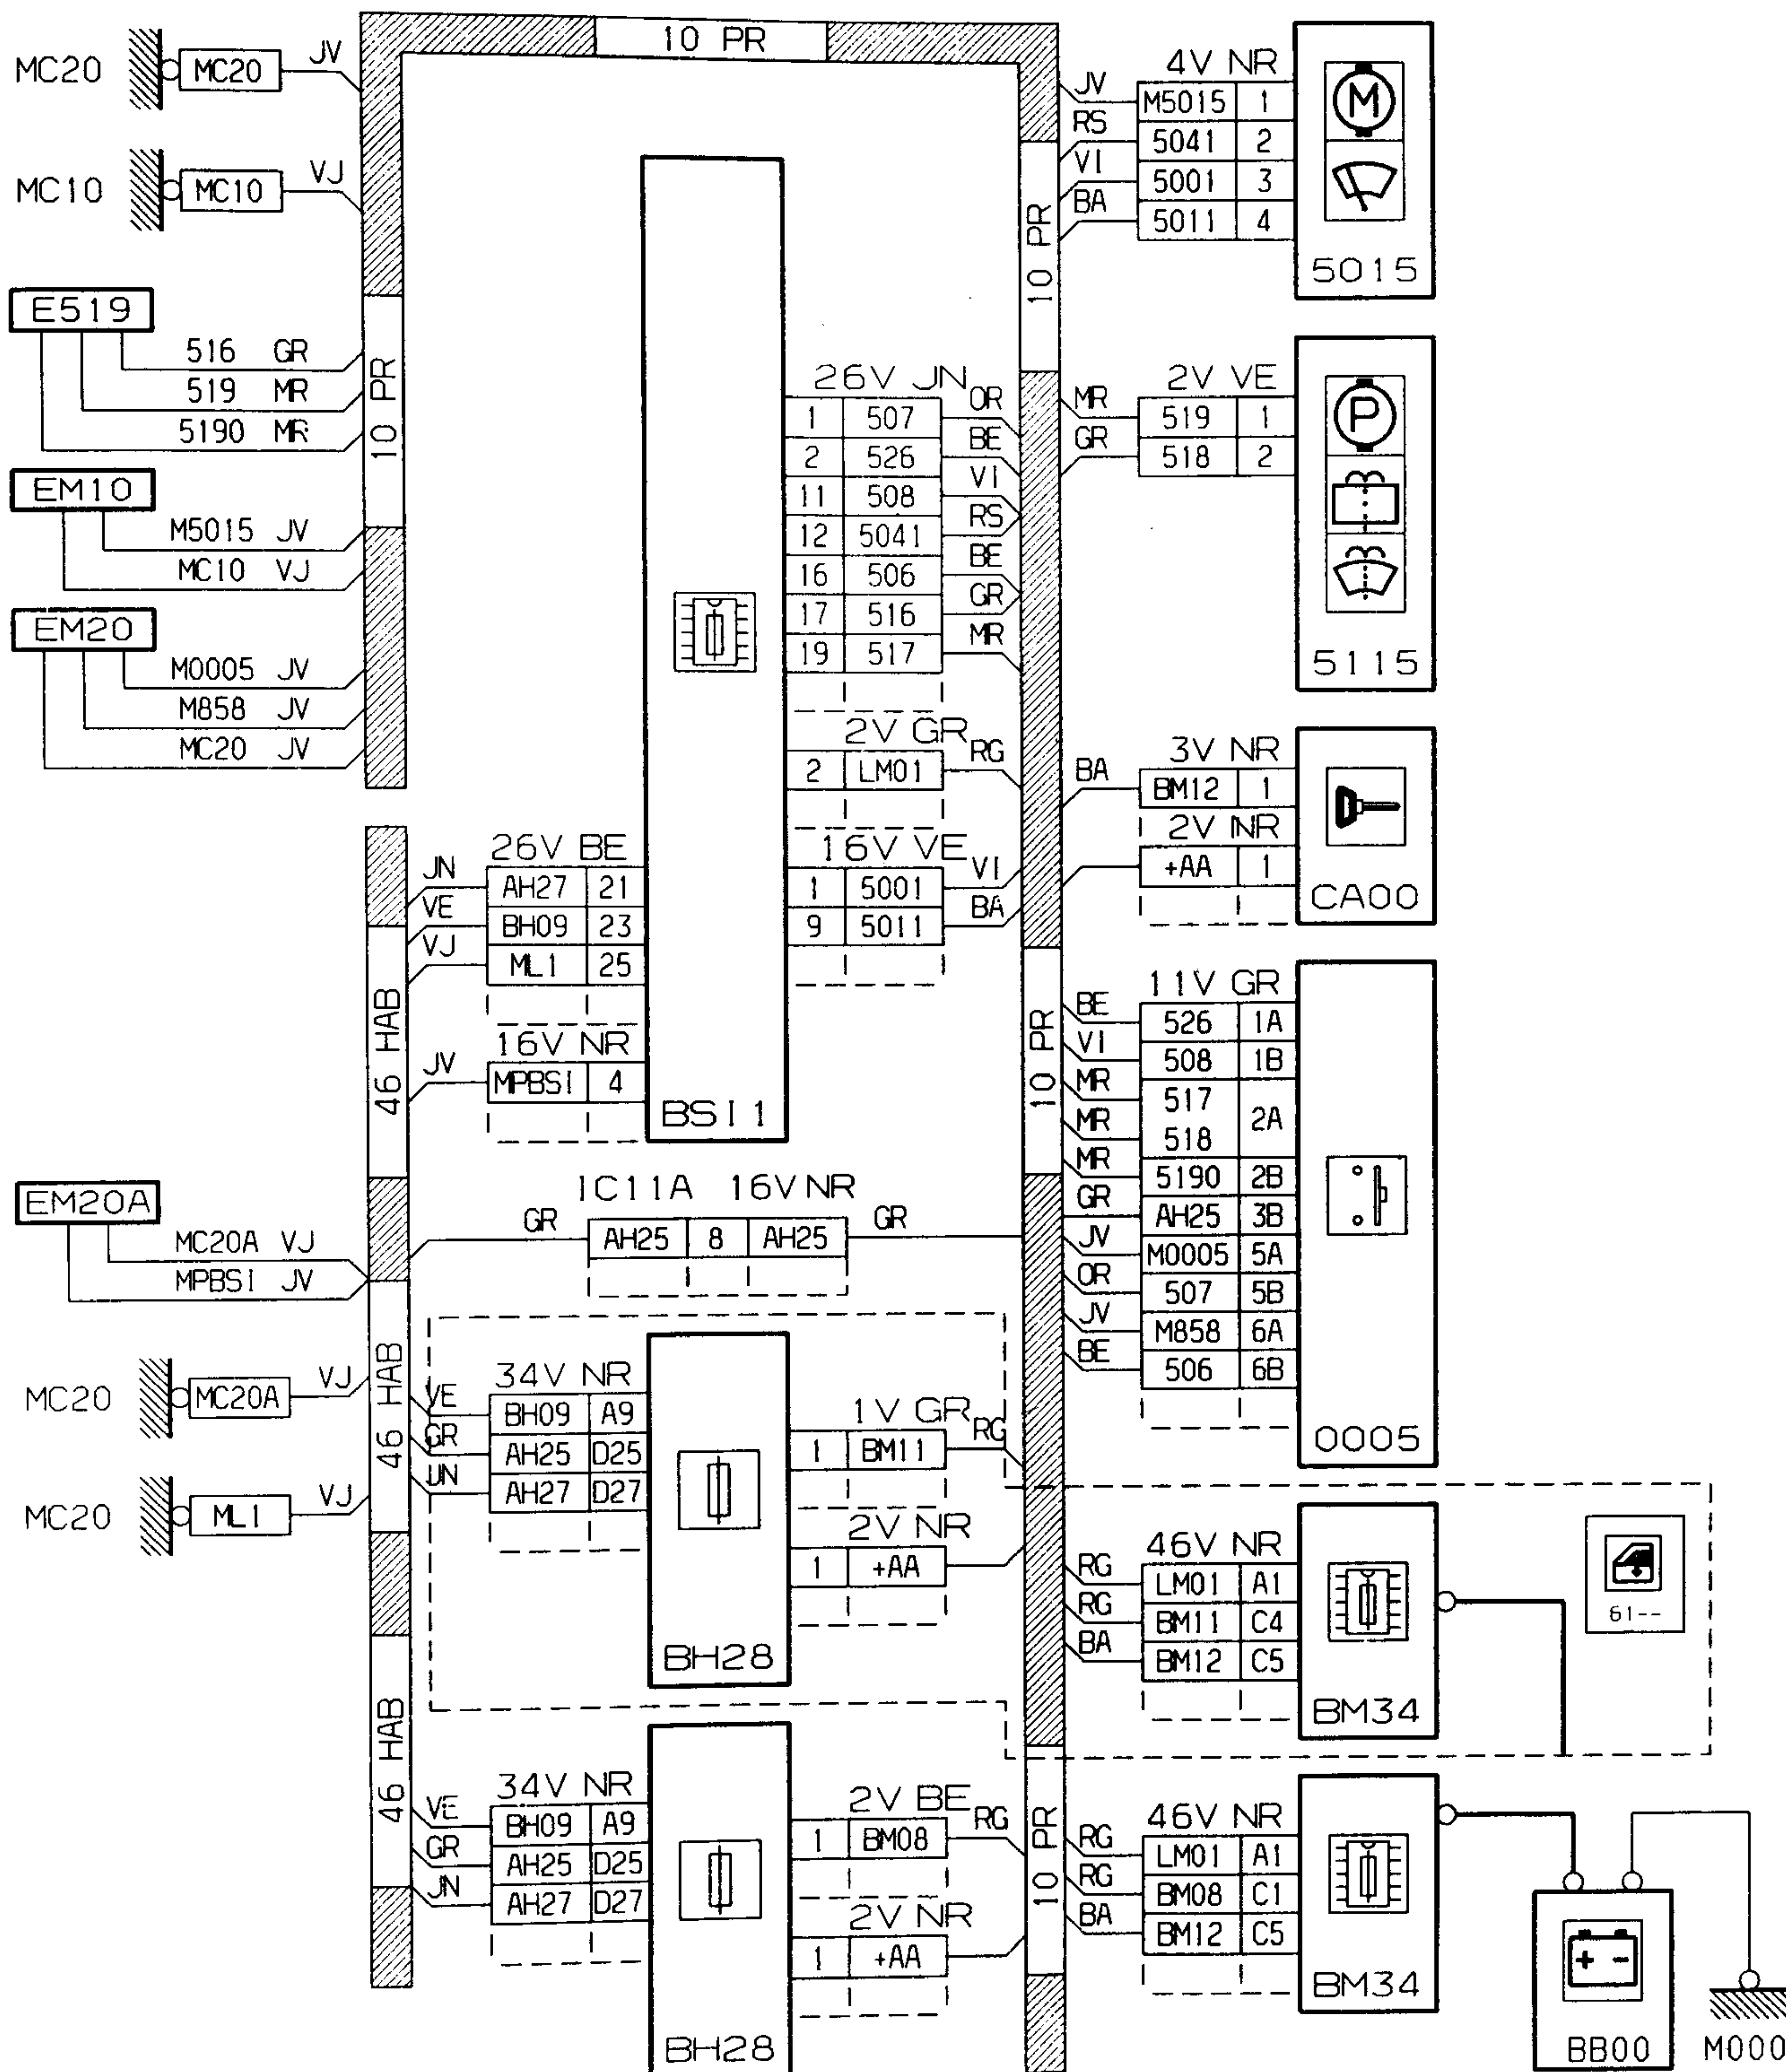 10 PR
MC20 MC20 JV
MC10 MC10 VJ
E519
516 GR
519 MR
5190 MR
10 PR
EM10
M5015 JV
MC10 VJ
EM20
M0005 JV
M858 JV
MC20 JV
10 PR
4V NR
JV M5015 1
RS 5041 2
VI 5001 3
BA 5011 4
M
5015
26V JN
1 507 OR
2 526 BE
11 508 VI
12 5041 RS
16 506 BE
17 516 GR
19 517 MR
2V GR
2 LM01 RG
16V VE
1 5001 VI
9 5011 BA
2V VE
MR 519 1
GR 518 2
P
5115
3V NR
BA BM12 1
2V NR
+AA 1
CA00
26V BE
JN AH27 21
VE BH09 23
VJ ML1 25
16V NR
JV MPBSI 4
BSI1
46 HAB
10 PR
11V GR
BE 526 1A
VI 508 1B
MR 517
MR 518 2A
MR 5190 2B
GR AH25 3B
JV M0005 5A
OR 507 5B
JV M858 6A
BE 506 6B
0005
EM20A
MC20A VJ
MPBSI JV
IC11A 16V NR
GR AH25 8 AH25 GR
46 HAB
MC20 MC20A VJ
MC20 ML1 VJ
34V NR
VE BH09 A9
GR AH25 D25
JN AH27 D27
1V GR
1 BM11 RG
2V NR
1 +AA
BH28
46V NR
RG LM01 A1
RG BM11 C4
BA BM12 C5
BM34
61--
46 HAB
34V NR
VE BH09 A9
GR AH25 D25
JN AH27 D27
2V BE
1 BM08 RG
2V NR
1 +AA
BH28
10 PR
46V NR
RG LM01 A1
RG BM08 C1
BA BM12 C5
BM34
+ -
BB00
M000